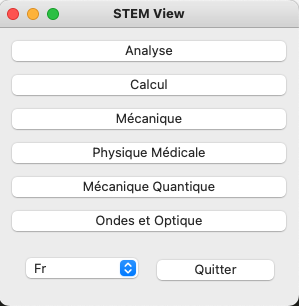 STEM View
Analyse
Calcul
Mécanique
Physique Médicale
Mécanique Quantique
Ondes et Optique
Fr
Quitter